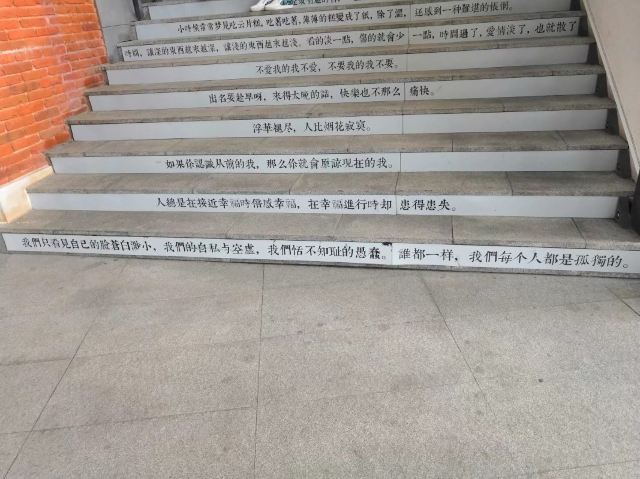 小时候常常梦见吃云片糕,吃著吃著,薄薄的糕變成了紙,除了澀,还感到一种難堪的依惘。
時間,讓深的東西越來越深,讓淺的東西越來越淺。看的淡一點,傷的就會少一點,時間過了,愛情淡了,也就散了
不愛我的我不愛,不要我的我不要。
出名要趁早呀,來得太晚的話,快樂也不那么痛快。
浮華褪尽,人比烟花寂寞。
如果你認識从前的我,那么你就會原諒現在的我。
人總是在接近幸福時倍感幸福,在幸福進行時却患得患失。
我們只看見自己的臉蒼白渺小,我們的自私与空虛,我們恬不知耻的愚蠢。誰都一样,我們每个人都是孤獨的。